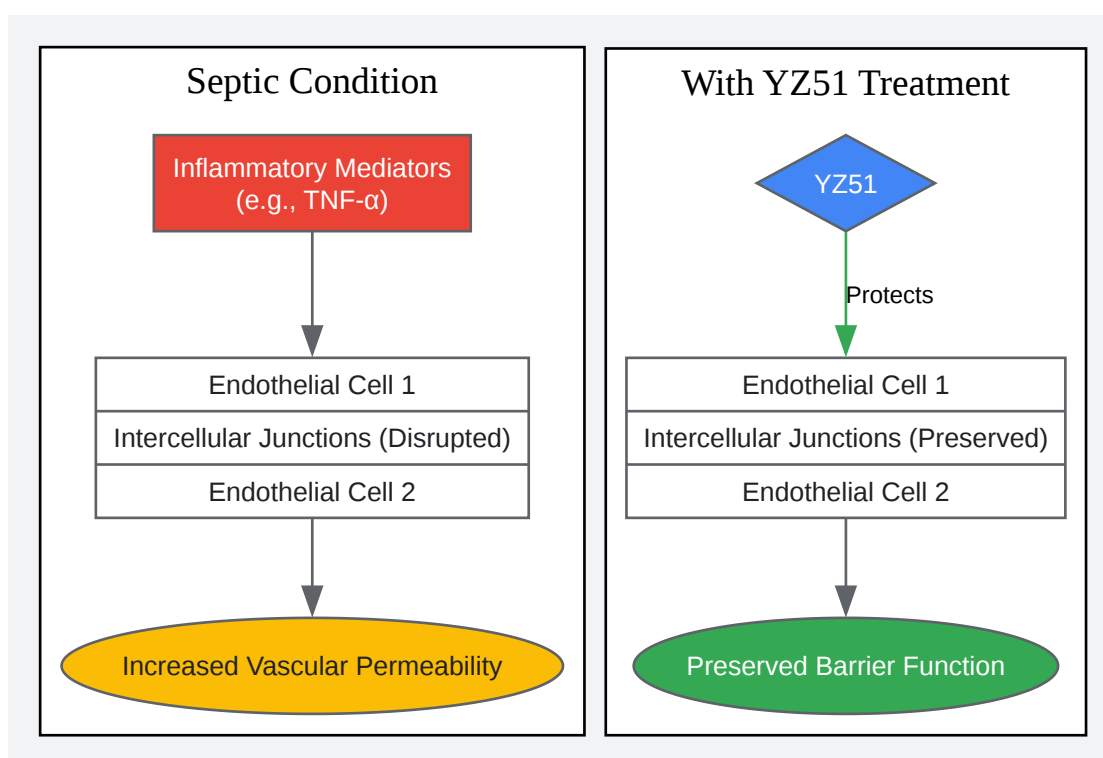 Septic Condition
Inflammatory Mediators
(e.g., TNF-α)
Endothelial Cell 1
Intercellular Junctions (Disrupted)
Endothelial Cell 2
Increased Vascular Permeability
With YZ51 Treatment
YZ51
Protects
Endothelial Cell 1
Intercellular Junctions (Preserved)
Endothelial Cell 2
Preserved Barrier Function